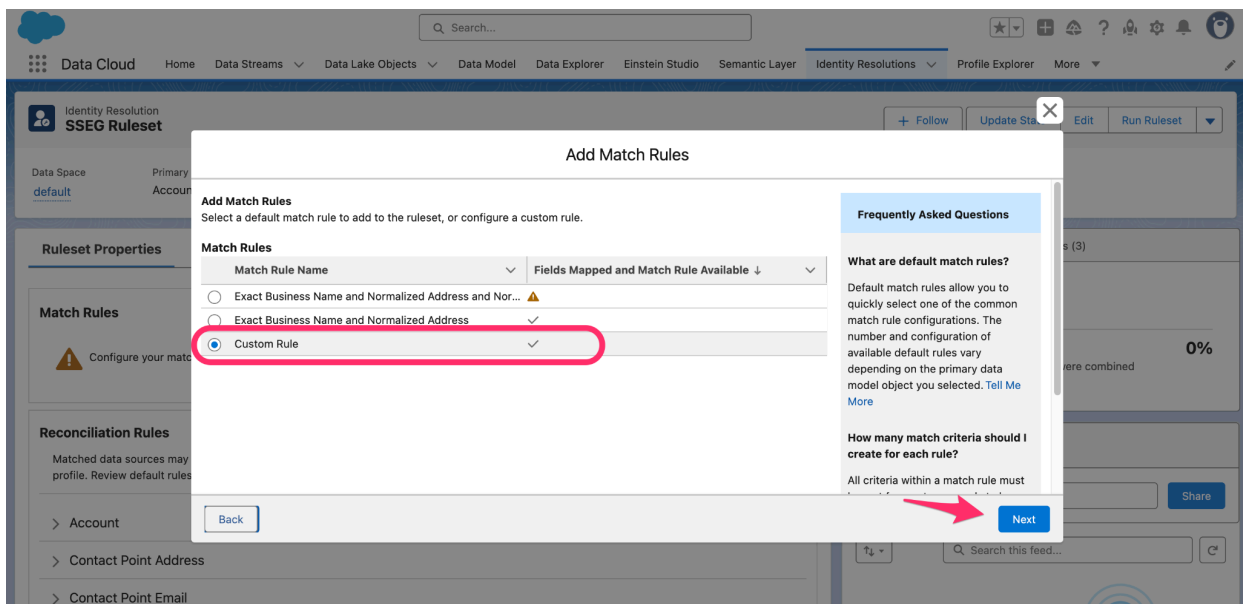 Search...
Data Cloud Home Data Streams Data Lake Objects Data Model Data Explorer Einstein Studio Semantic Layer Identity Resolutions Profile Explorer More
Identity Resolution
SSEG Ruleset
+ Follow Update Sta Edit Run Ruleset
Data Space Primary
default Accoun
Add Match Rules
Add Match Rules
Select a default match rule to add to the ruleset, or configure a custom rule.
Match Rules
Match Rule Name Fields Mapped and Match Rule Available ↓
Exact Business Name and Normalized Address and Nor...
Exact Business Name and Normalized Address
Custom Rule
Frequently Asked Questions
What are default match rules?
Default match rules allow you to
quickly select one of the common
match rule configurations. The
number and configuration of
available default rules vary
depending on the primary data
model object you selected. Tell Me
More
How many match criteria should I
create for each rule?
All criteria within a match rule must
Back Next
Ruleset Properties
Match Rules
Configure your matc
Reconciliation Rules
Matched data sources may
profile. Review default rules
Account
Contact Point Address
Contact Point Email
s (3)
0%
were combined
Share
Search this feed...